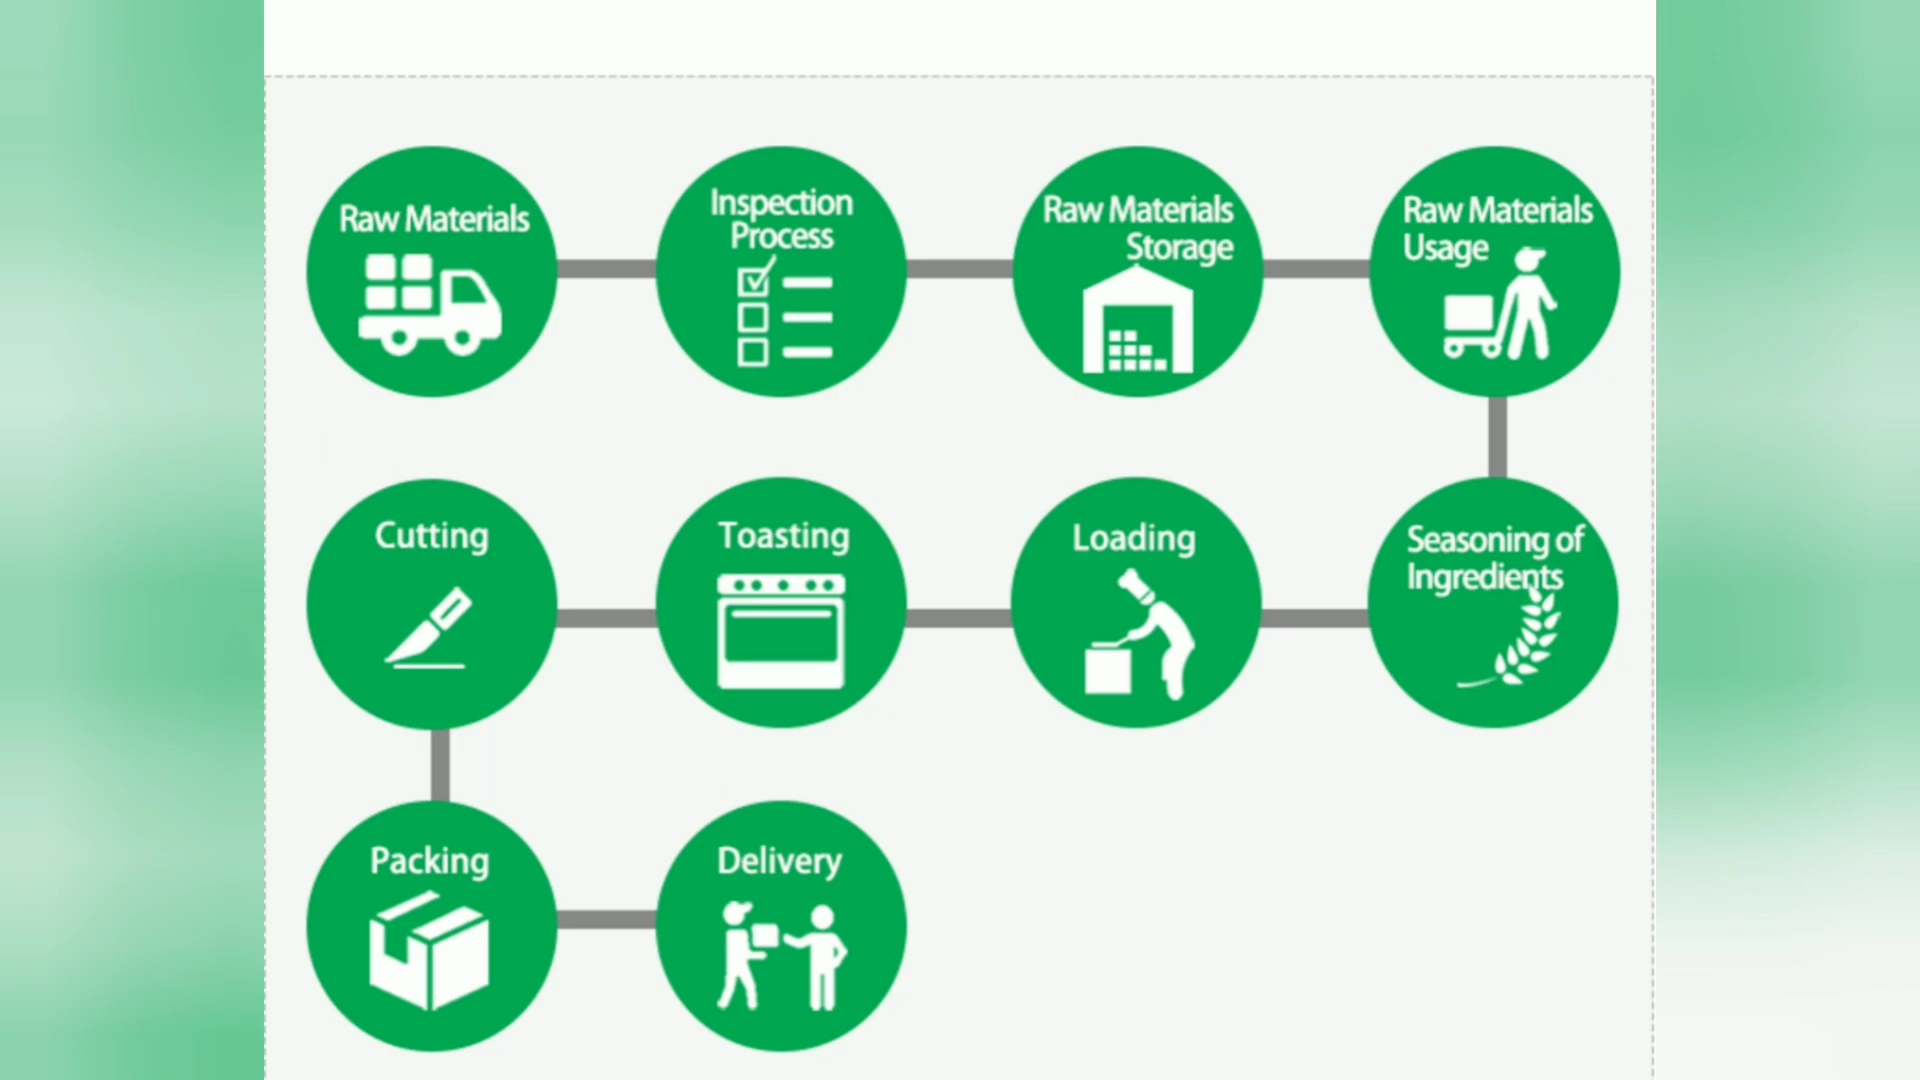 Raw Materials
Inspection
Process
Raw Materials
Storage
Raw Materials
Usage
Cutting
Toasting
Loading
Seasoning of
Ingredients
Packing
Delivery